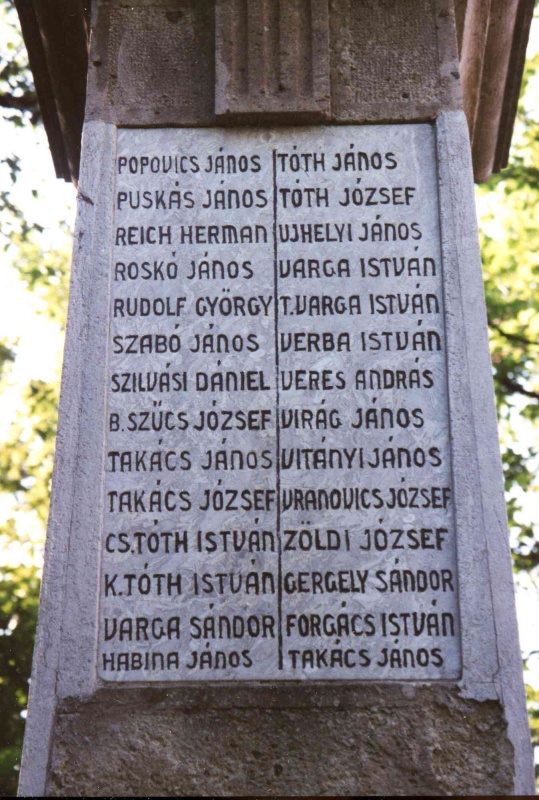 POPOVICS JÁNOS
PUSKÁS JÁNOS
REICH HERMAN
ROSKÓ JÁNOS
RUDOLF GYÖRGY
SZABÓ JÁNOS
SZILVÁSI DÁNIEL
B. SZŰCS JÓZSEF
TAKÁCS JÁNOS
TAKÁCS JÓZSEF
CS. TÓTH ISTVÁN
K. TÓTH ISTVÁN
VARGA SÁNDOR
HABINA JÁNOS
TÓTH JÁNOS
TÓTH JÓZSEF
UJHELYI JÁNOS
VARGA ISTVÁN
T. VARGA ISTVÁN
VERBA ISTVÁN
VERES ANDRÁS
VIRÁG JÁNOS
VITÁNYI JÁNOS
VRANOVICS JÓZSEF
ZÖLDI JÓZSEF
GERGELY SÁNDOR
FORGÁCS ISTVÁN
TAKÁCS JÁNOS